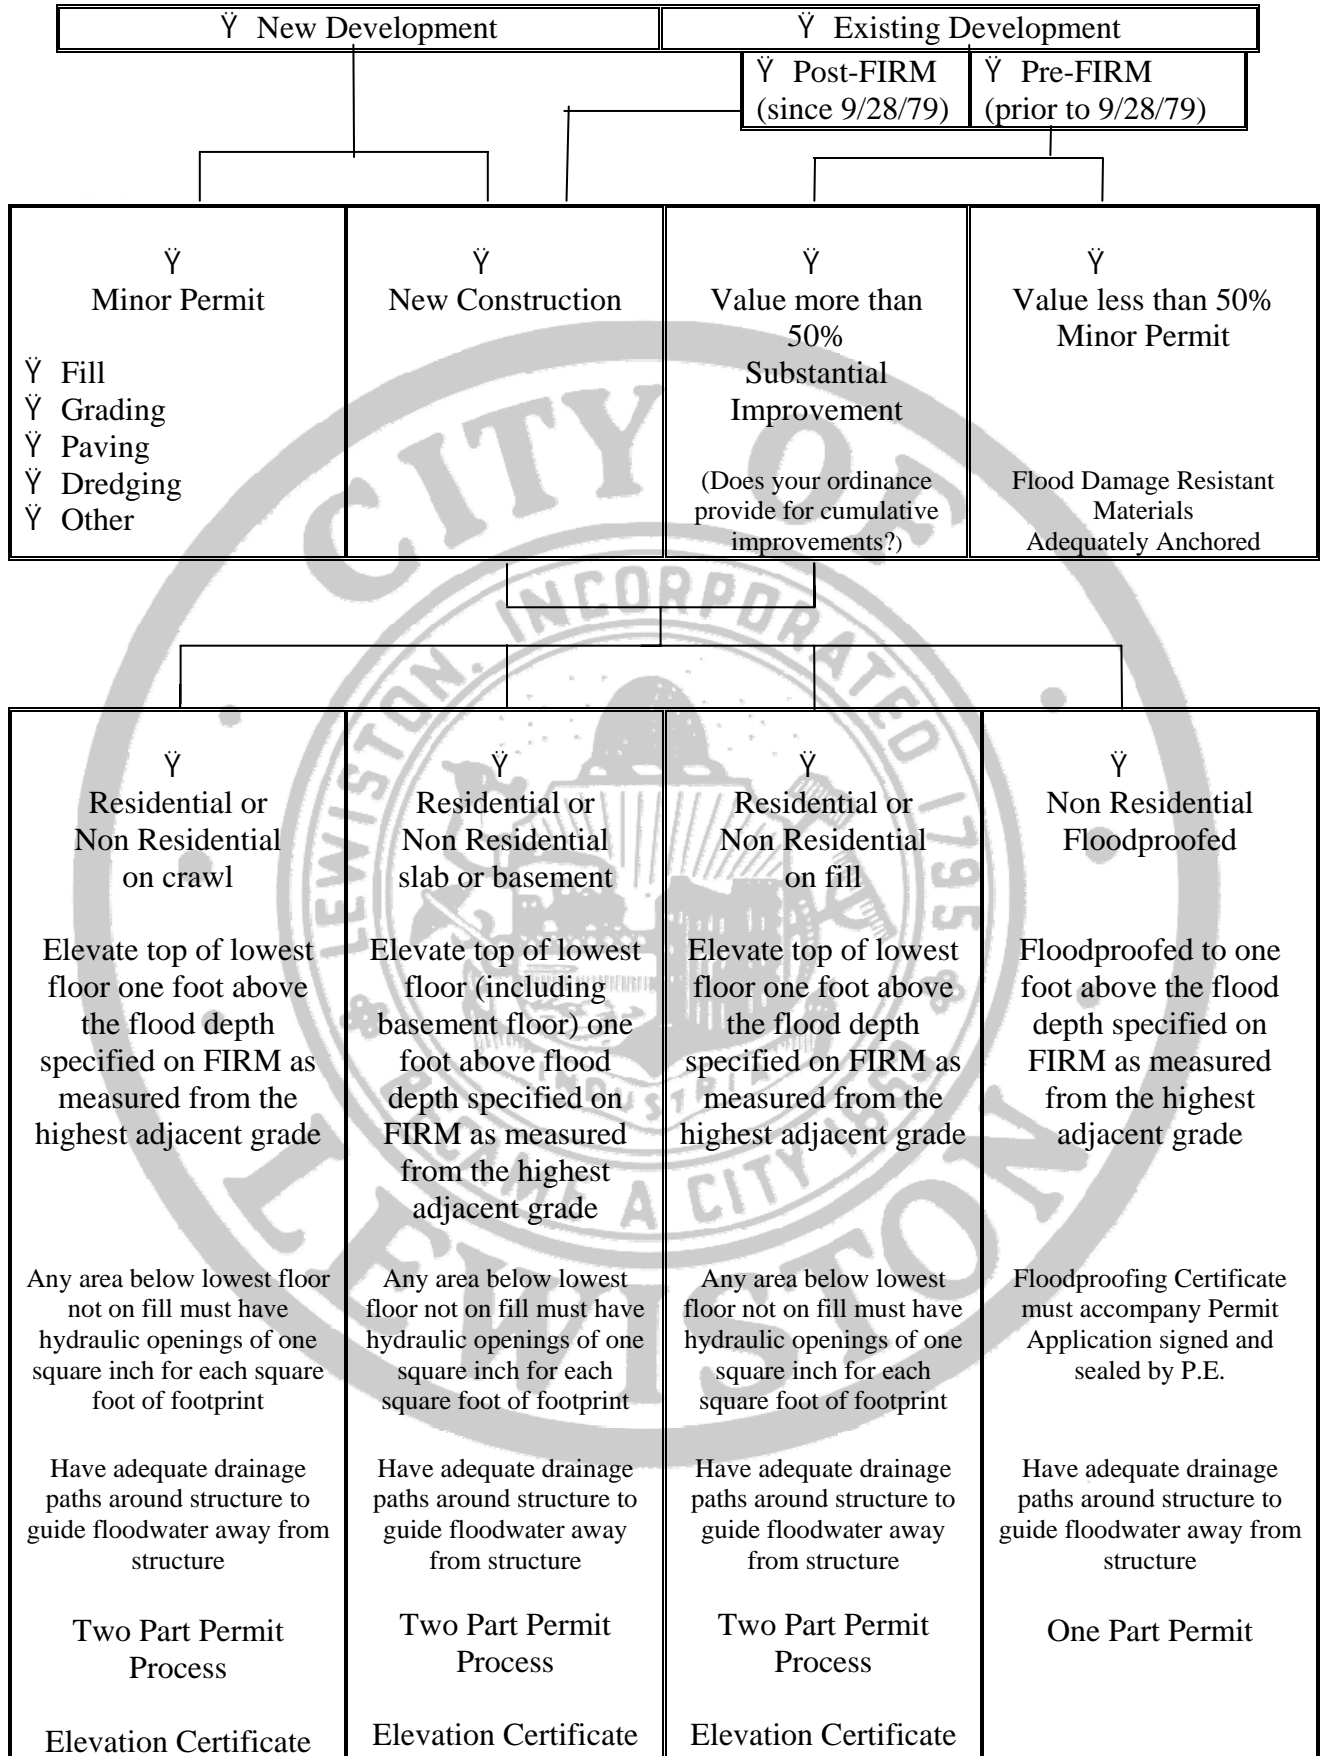 Ÿ New Development
Ÿ Existing Development
Ÿ Post-FIRM
(since 9/28/79)
Ÿ Pre-FIRM
(prior to 9/28/79)
Ÿ
Minor Permit
Ÿ Fill
Ÿ Grading
Ÿ Paving
Ÿ Dredging
Ÿ Other
Ÿ
New Construction
Ÿ
Value more than
50%
Substantial
Improvement
(Does your ordinance
provide for cumulative
improvements?)
Ÿ
Value less than 50%
Minor Permit
Flood Damage Resistant
Materials
Adequately Anchored
Ÿ
Residential or
Non Residential
on crawl
Elevate top of lowest
floor one foot above
the flood depth
specified on FIRM as
measured from the
highest adjacent grade
Any area below lowest floor
not on fill must have
hydraulic openings of one
square inch for each square
foot of footprint
Have adequate drainage
paths around structure to
guide floodwater away from
structure
Two Part Permit
Process
Elevation Certificate
Ÿ
Residential or
Non Residential
slab or basement
Elevate top of lowest
floor (including
basement floor) one
foot above flood
depth specified on
FIRM as measured
from the highest
adjacent grade
Any area below lowest
floor not on fill must have
hydraulic openings of one
square inch for each
square foot of footprint
Have adequate drainage
paths around structure to
guide floodwater away
from structure
Two Part Permit
Process
Elevation Certificate
Ÿ
Residential or
Non Residential
on fill
Elevate top of lowest
floor one foot above
the flood depth
specified on FIRM as
measured from the
highest adjacent grade
Any area below lowest
floor not on fill must have
hydraulic openings of one
square inch for each
square foot of footprint
Have adequate drainage
paths around structure to
guide floodwater away
from structure
Two Part Permit
Process
Elevation Certificate
Ÿ
Non Residential
Floodproofed
Floodproofed to one
foot above the flood
depth specified on
FIRM as measured
from the highest
adjacent grade
Floodproofing Certificate
must accompany Permit
Application signed and
sealed by P.E.
Have adequate drainage
paths around structure to
guide floodwater away from
structure
One Part Permit
CITY OF
LEWISTON
LEWISTON. INCORPORATED 1795
INDUSTRIA
BECAME A CITY